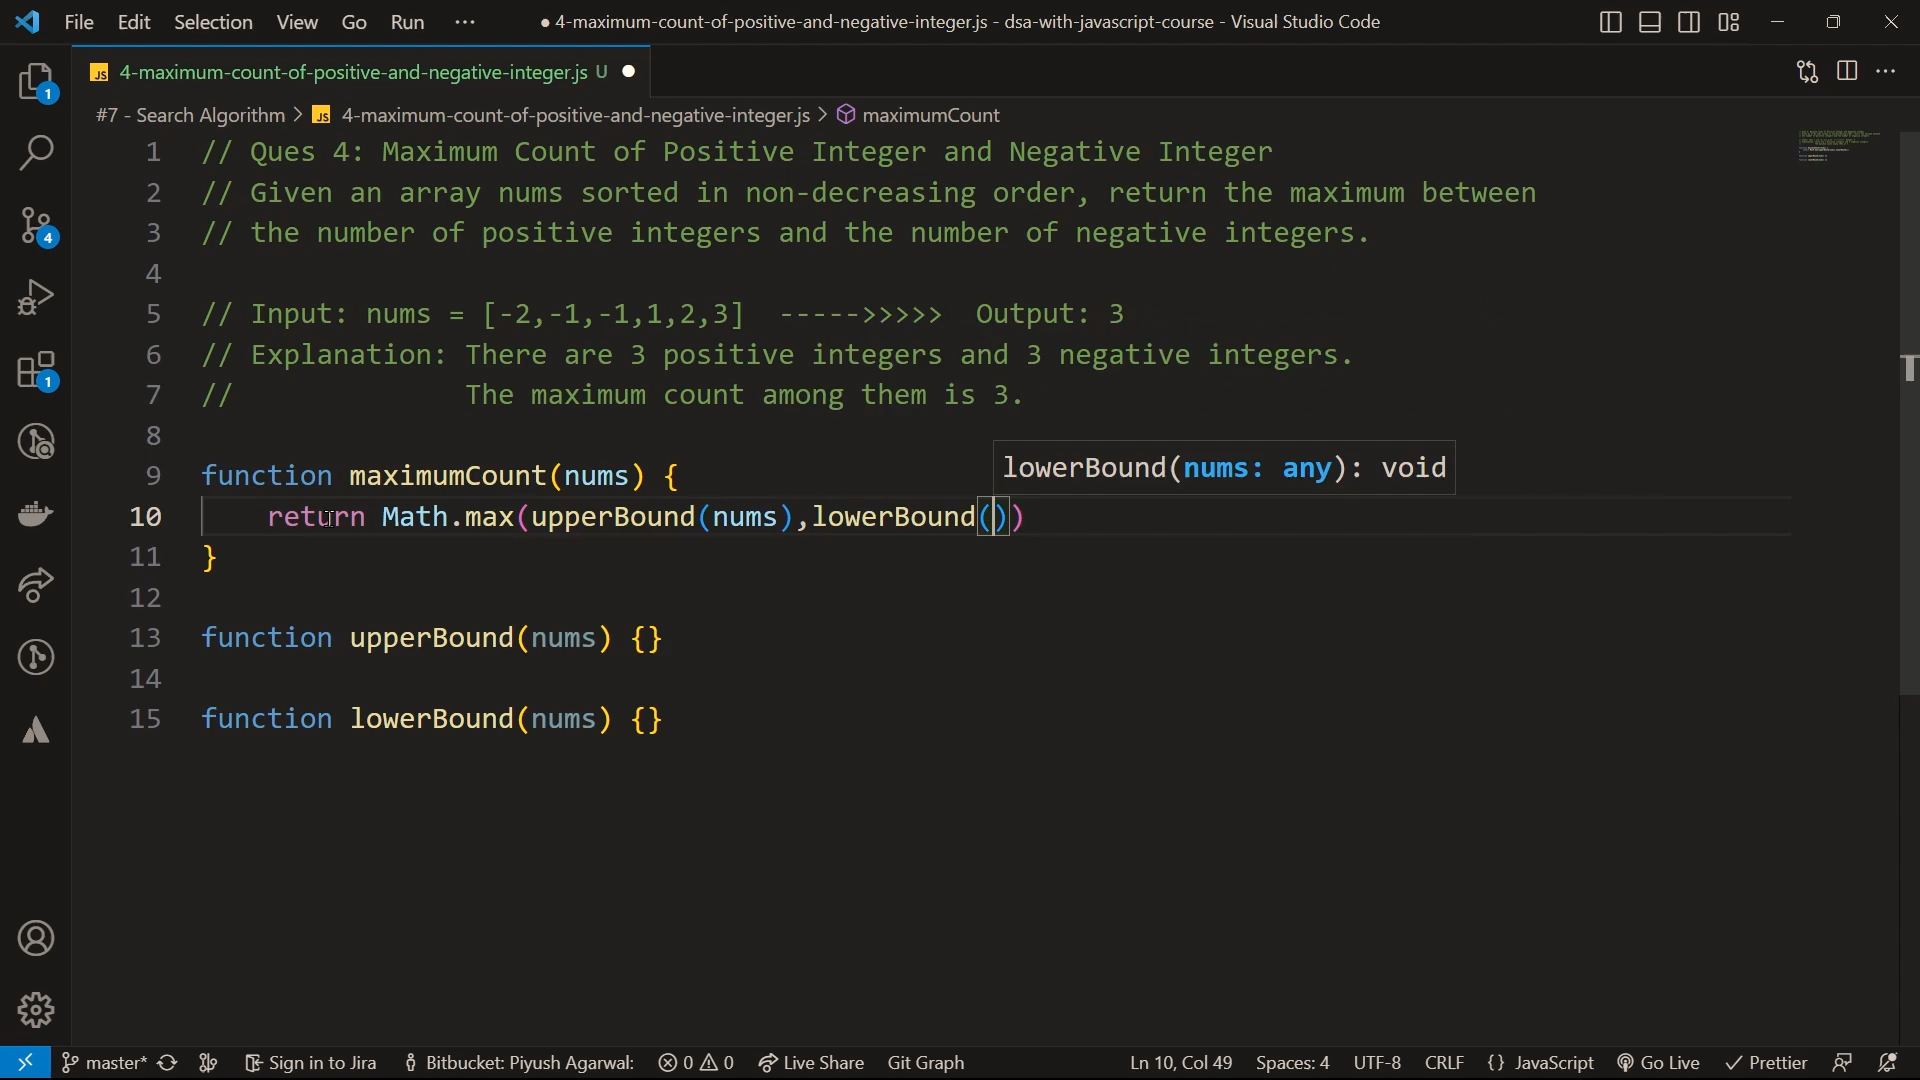 File Edit Selection View Go Run ··· ● 4-maximum-count-of-positive-and-negative-integer.js - dsa-with-javascript-course - Visual Studio Code
JS 4-maximum-count-of-positive-and-negative-integer.js U ●
#7 - Search Algorithm > JS 4-maximum-count-of-positive-and-negative-integer.js > maximumCount
1 // Ques 4: Maximum Count of Positive Integer and Negative Integer
2 // Given an array nums sorted in non-decreasing order, return the maximum between
3 // the number of positive integers and the number of negative integers.
4
5 // Input: nums = [-2,-1,-1,1,2,3] ----->>>>> Output: 3
6 // Explanation: There are 3 positive integers and 3 negative integers.
7 // The maximum count among them is 3.
8
lowerBound(nums: any): void
9 function maximumCount(nums) {
10 return Math.max(upperBound(nums),lowerBound())
11 }
12
13 function upperBound(nums) {}
14
15 function lowerBound(nums) {}
1
4
1
master* Sign in to Jira Bitbucket: Piyush Agarwal: 0 0 Live Share Git Graph Ln 10, Col 49 Spaces: 4 UTF-8 CRLF {} JavaScript Go Live Prettier